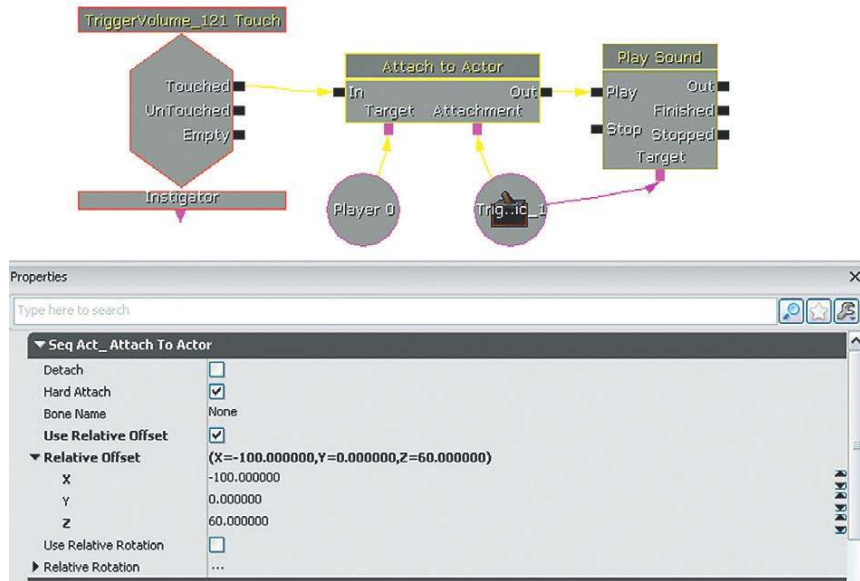 TriggerVolume_121 Touch
Touched
UnTouched
Empty
Instigator
Attach to Actor
In
Out
Target Attachment
Player 0
Trig..ic_1
Play Sound
Play
Out
Finished
Stop
Stopped
Target
Properties
Type here to search
Seq Act_ Attach To Actor
Detach
Hard Attach
Bone Name None
Use Relative Offset
Relative Offset (X=-100.000000,Y=0.000000,Z=60.000000)
X -100.000000
Y 0.000000
Z 60.000000
Use Relative Rotation
Relative Rotation ...